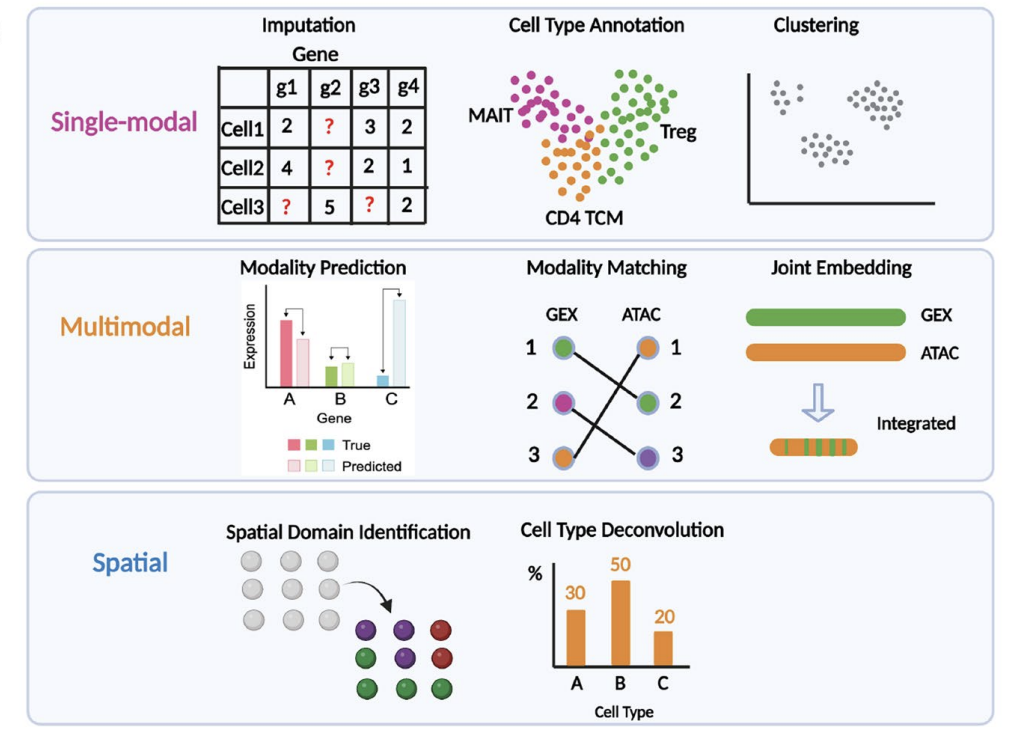 Imputation
Cell Type Annotation
Clustering
Single-modal
Gene
g1 g2 g3 g4
Cell1 2 ? 3 2
Cell2 4 ? 2 1
Cell3 ? 5 ? 2
MAIT
Treg
CD4 TCM
Multimodal
Modality Prediction
Expression
A B C
Gene
True
Predicted
Modality Matching
GEX ATAC
1 1
2 2
3 3
Joint Embedding
GEX
ATAC
Integrated
Spatial
Spatial Domain Identification
Cell Type Deconvolution
%
30 50 20
A B C
Cell Type